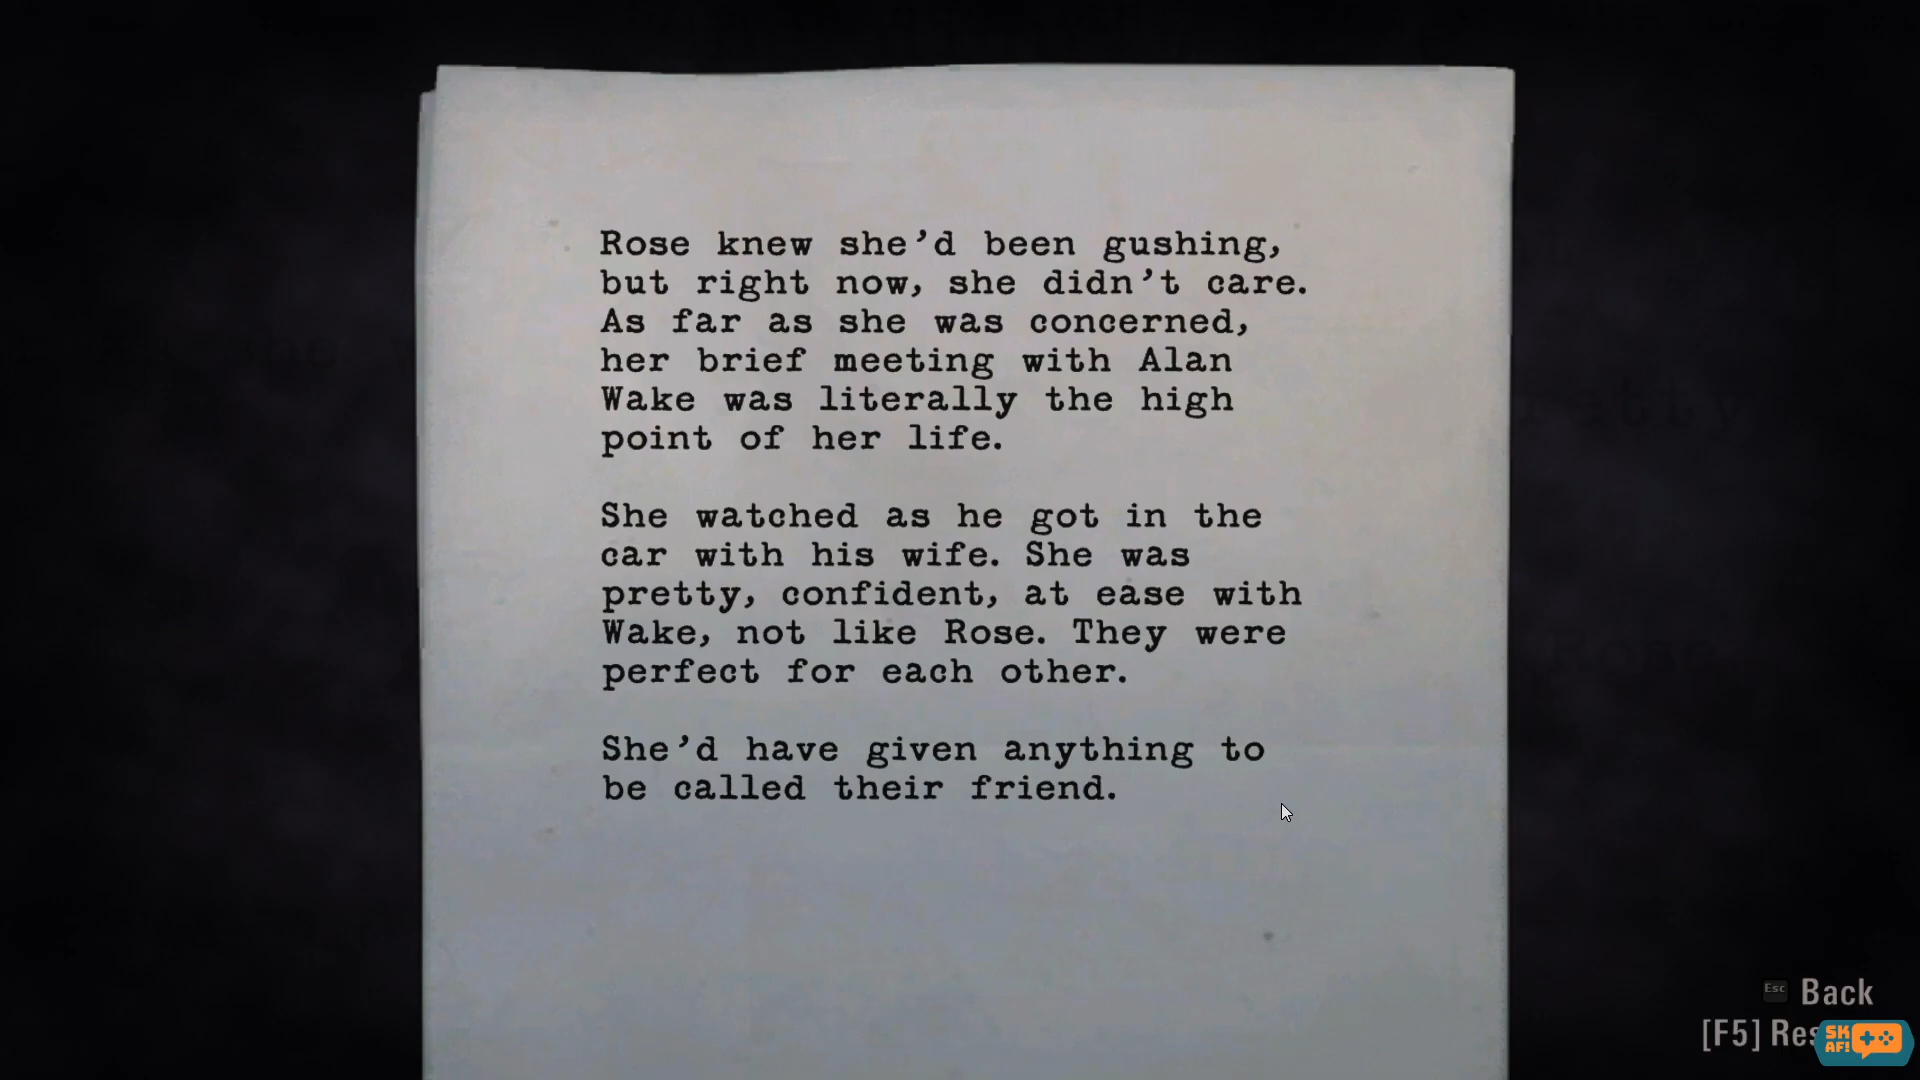 Rose knew she’d been gushing,
but right now, she didn’t care.
As far as she was concerned,
her brief meeting with Alan
Wake was literally the high
point of her life.
She watched as he got in the
car with his wife. She was
pretty, confident, at ease with
Wake, not like Rose. They were
perfect for each other.
She’d have given anything to
be called their friend.
Esc Back
[F5]
SK
AF!